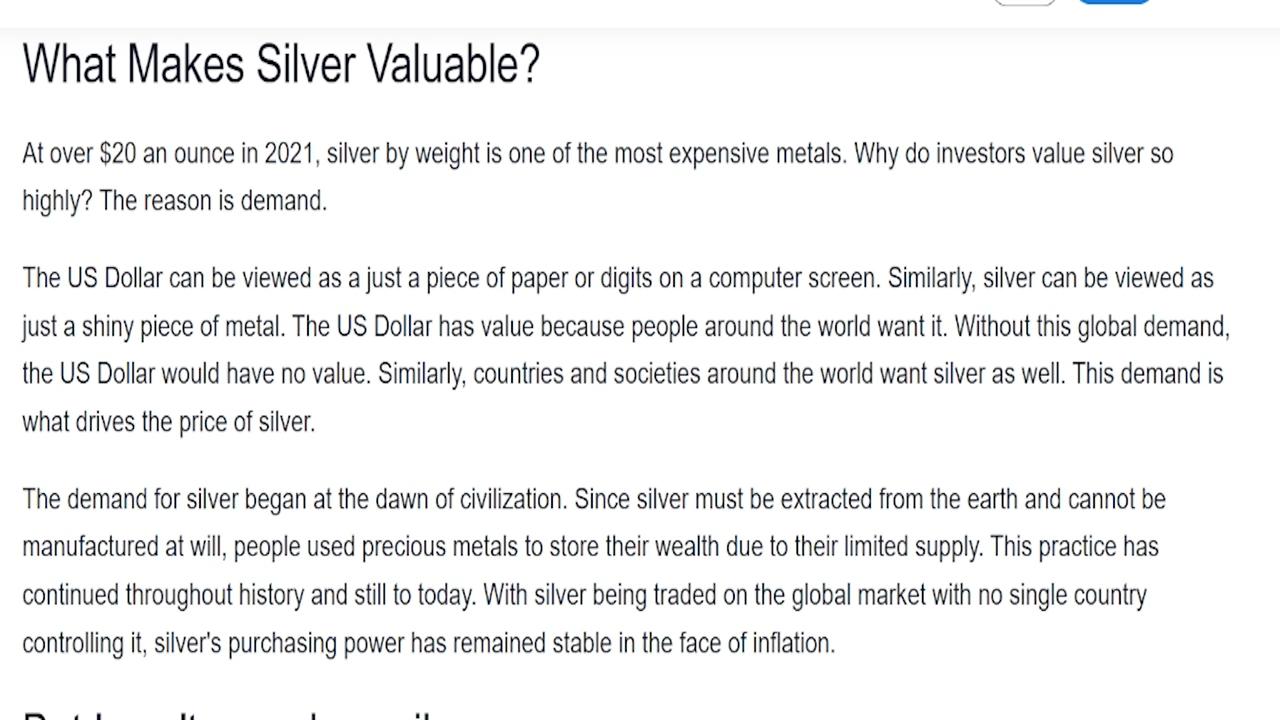 What Makes Silver Valuable?
At over $20 an ounce in 2021, silver by weight is one of the most expensive metals. Why do investors value silver so
highly? The reason is demand.
The US Dollar can be viewed as a just a piece of paper or digits on a computer screen. Similarly, silver can be viewed as
just a shiny piece of metal. The US Dollar has value because people around the world want it. Without this global demand,
the US Dollar would have no value. Similarly, countries and societies around the world want silver as well. This demand is
what drives the price of silver.
The demand for silver began at the dawn of civilization. Since silver must be extracted from the earth and cannot be
manufactured at will, people used precious metals to store their wealth due to their limited supply. This practice has
continued throughout history and still to today. With silver being traded on the global market with no single country
controlling it, silver's purchasing power has remained stable in the face of inflation.